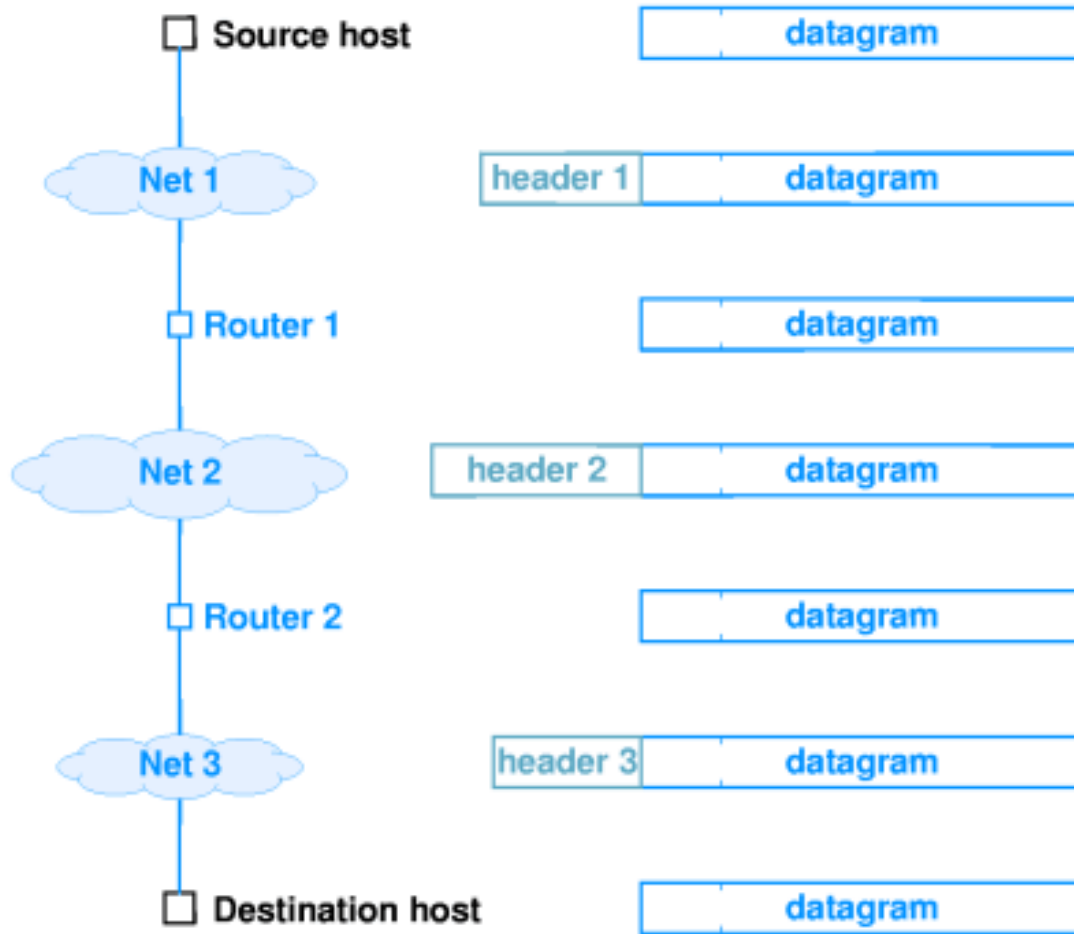 Source host datagram
Net 1 header 1 datagram
Router 1 datagram
Net 2 header 2 datagram
Router 2 datagram
Net 3 header 3 datagram
Destination host datagram